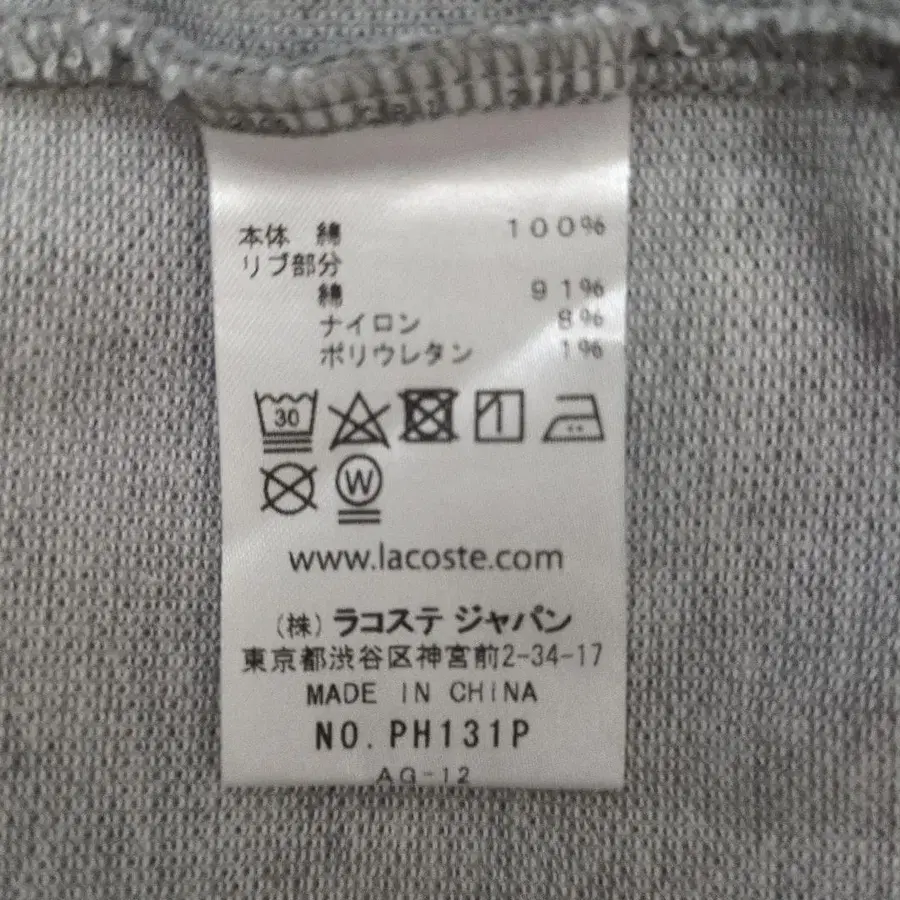 本体 綿 100%
リブ部分
綿 91%
ナイロン 8%
ポリウレタン 1%
30
W
www.lacoste.com
(株) ラコステ ジャパン
東京都渋谷区神宮前2-34-17
MADE IN CHINA
NO. PH131P
AG-12